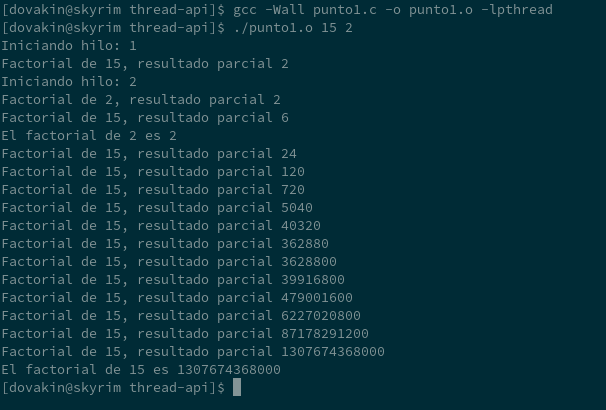 [dovakin@skyrim thread-api]$ gcc -Wall punto1.c -o punto1.o -lpthread
[dovakin@skyrim thread-api]$ ./punto1.o 15 2
Iniciando hilo: 1
Factorial de 15, resultado parcial 2
Iniciando hilo: 2
Factorial de 2, resultado parcial 2
Factorial de 15, resultado parcial 6
El factorial de 2 es 2
Factorial de 15, resultado parcial 24
Factorial de 15, resultado parcial 120
Factorial de 15, resultado parcial 720
Factorial de 15, resultado parcial 5040
Factorial de 15, resultado parcial 40320
Factorial de 15, resultado parcial 362880
Factorial de 15, resultado parcial 3628800
Factorial de 15, resultado parcial 39916800
Factorial de 15, resultado parcial 479001600
Factorial de 15, resultado parcial 6227020800
Factorial de 15, resultado parcial 87178291200
Factorial de 15, resultado parcial 1307674368000
El factorial de 15 es 1307674368000
[dovakin@skyrim thread-api]$